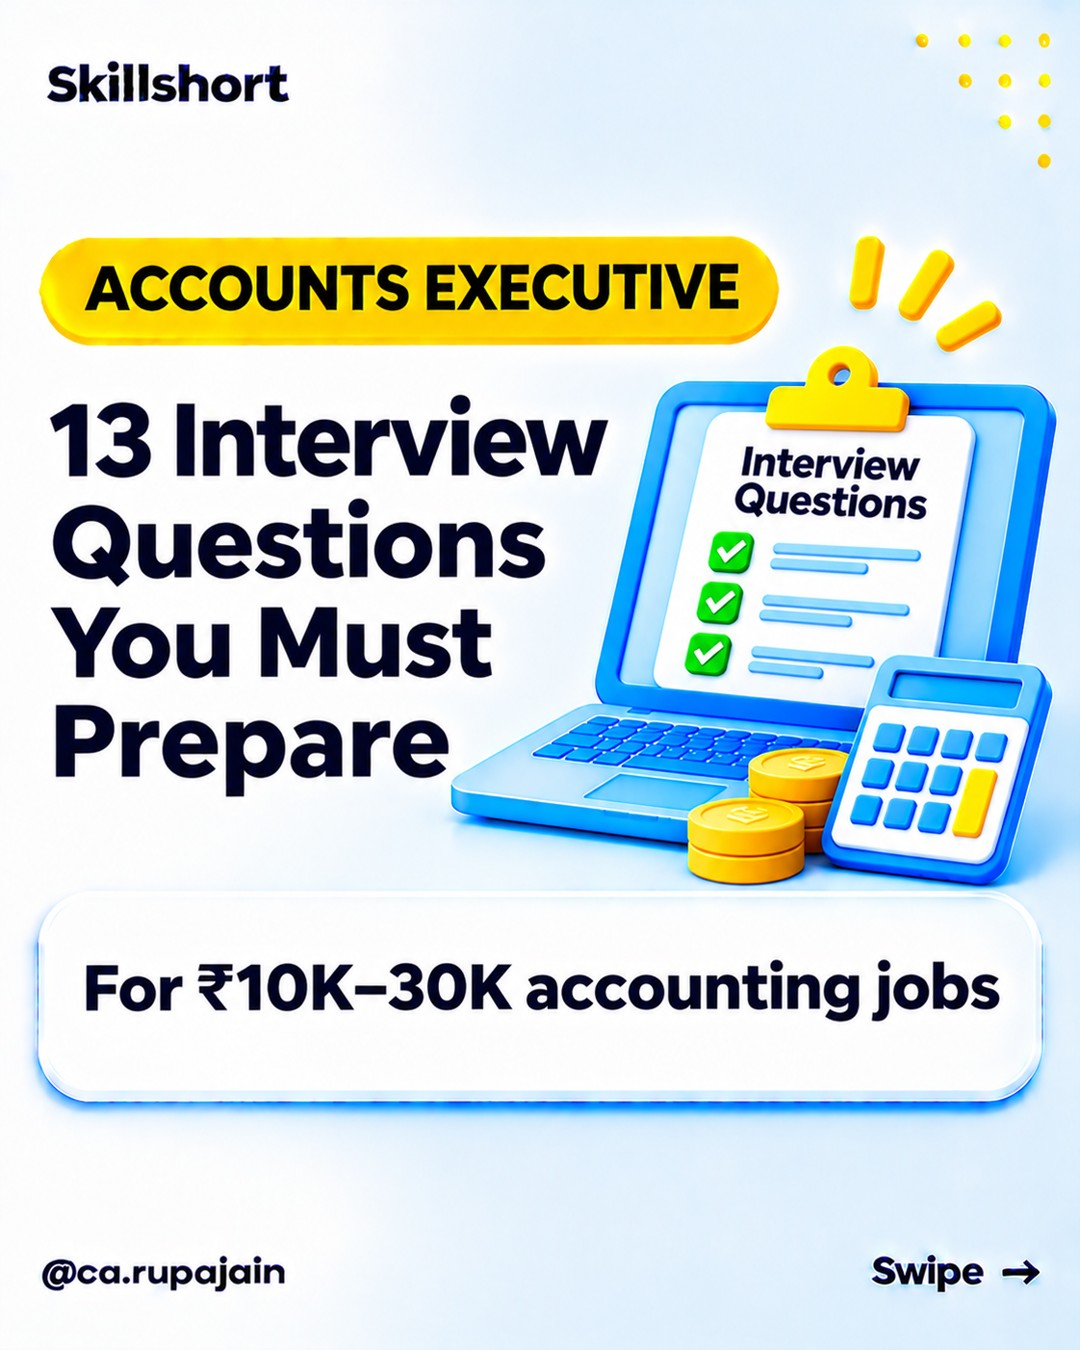 Skillshort
ACCOUNTS EXECUTIVE
13 Interview
Questions
You Must
Prepare
Interview
Questions
For ₹10K–30K accounting jobs
@ca.rupajain
Swipe →